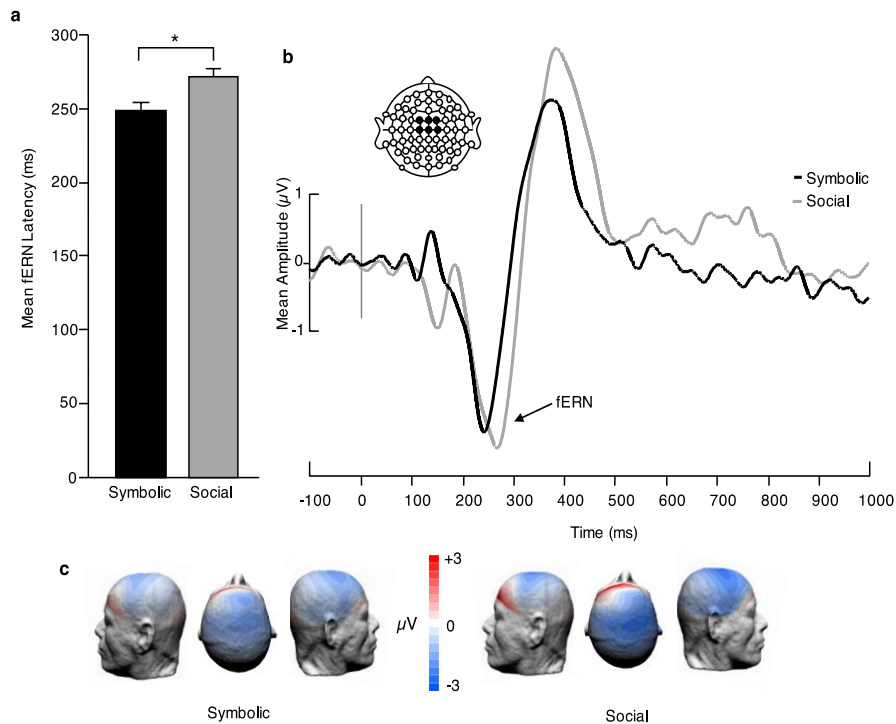 a
300
250
200
150
100
50
0
Mean fERN Latency (ms)
*
Symbolic
Social
b
1
0
-1
Mean Amplitude (µV)
Symbolic
Social
fERN
-100 0 100 200 300 400 500 600 700 800 900 1000
Time (ms)
c
+3
µV 0
-3
Symbolic
Social